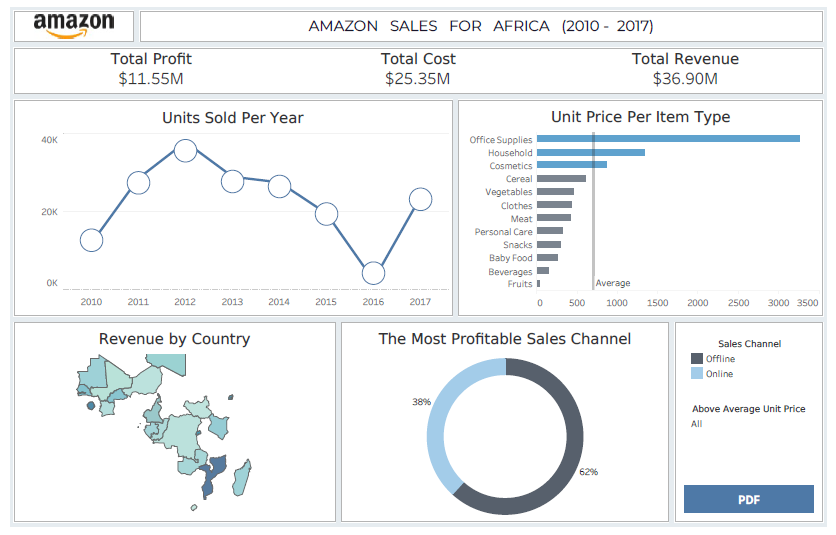 amazon
AMAZON SALES FOR AFRICA (2010 - 2017)
Total Profit
$11.55M
Total Cost
$25.35M
Total Revenue
$36.90M
Units Sold Per Year
40K
20K
0K
2010 2011 2012 2013 2014 2015 2016 2017
Unit Price Per Item Type
Office Supplies
Household
Cosmetics
Cereal
Vegetables
Clothes
Meat
Personal Care
Snacks
Baby Food
Beverages
Fruits
Average
0 500 1000 1500 2000 2500 3000 3500
Revenue by Country
The Most Profitable Sales Channel
38%
62%
Sales Channel
Offline
Online
Above Average Unit Price
All
PDF